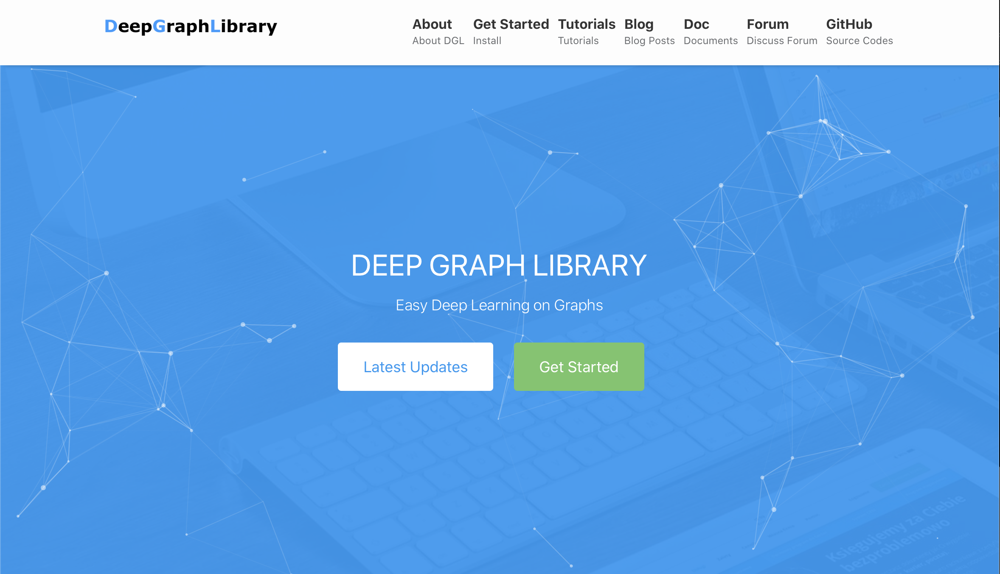 DeepGraphLibrary
About
About DGL
Get Started
Install
Tutorials
Tutorials
Blog
Blog Posts
Doc
Documents
Forum
Discuss Forum
GitHub
Source Codes
DEEP GRAPH LIBRARY
Easy Deep Learning on Graphs
Latest Updates
Get Started
Księgujemy za Ciebie
bezproblemowo